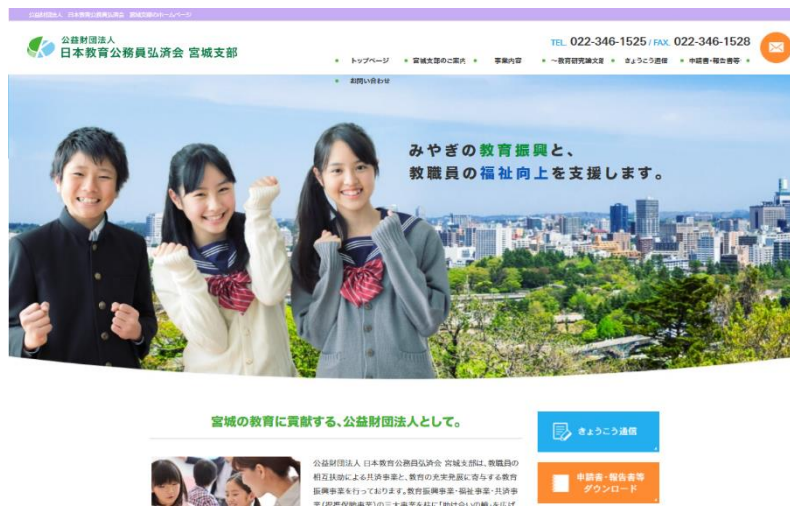 公益財団法人 日本教育公務員弘済会 宮城支部のホームページ
公益財団法人
日本教育公務員弘済会 宮城支部
TEL. 022-346-1525 / FAX. 022-346-1528
トップページ
宮城支部のご案内
事業内容
～教育研究論文集
きょうこう通信
申請書・報告書等
お問い合わせ
みやぎの教育振興と、
教職員の福祉向上を支援します。
宮城の教育に貢献する、公益財団法人として。
きょうこう通信
公益財団法人 日本教育公務員弘済会 宮城支部は、教職員の
相互扶助による共済事業と、教育の充実発展に寄与する教育
振興事業を行っております。教育振興事業・福祉事業・共済事
申請書・報告書等
ダウンロード